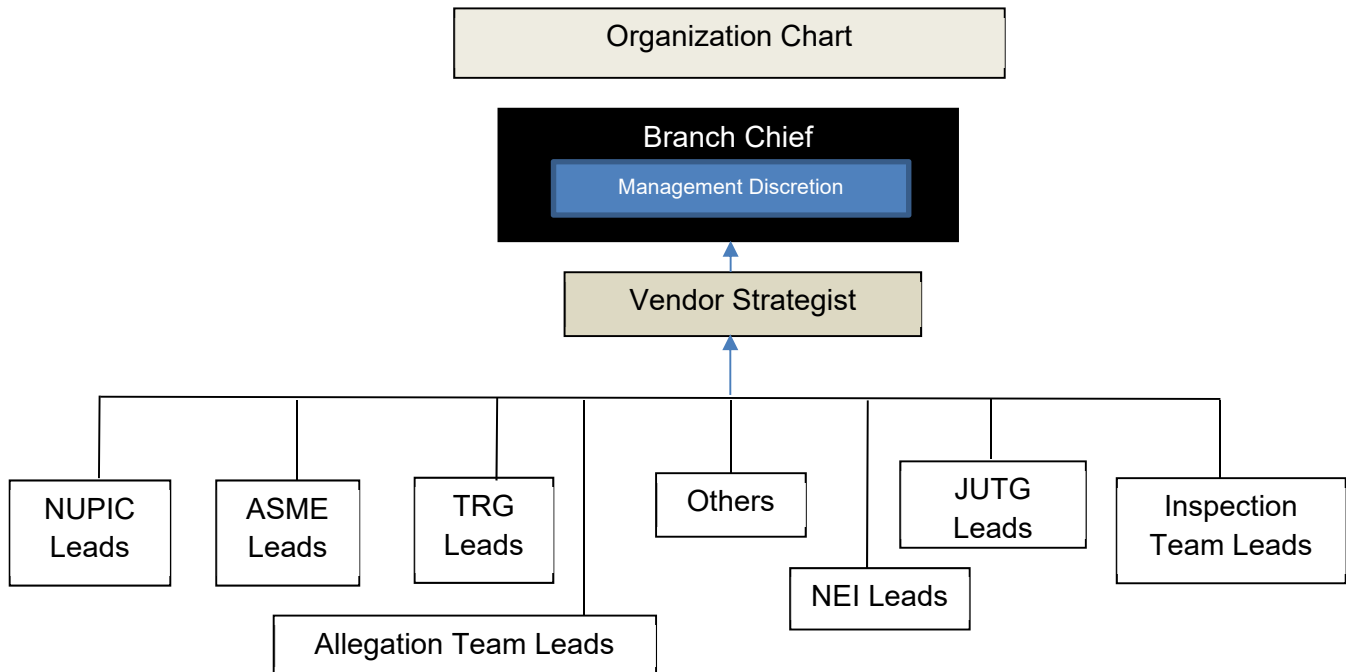 Organization Chart
Branch Chief
Management Discretion
Vendor Strategist
NUPIC
Leads
ASME
Leads
TRG
Leads
Others
JUTG
Leads
Inspection
Team Leads
Allegation Team Leads
NEI Leads